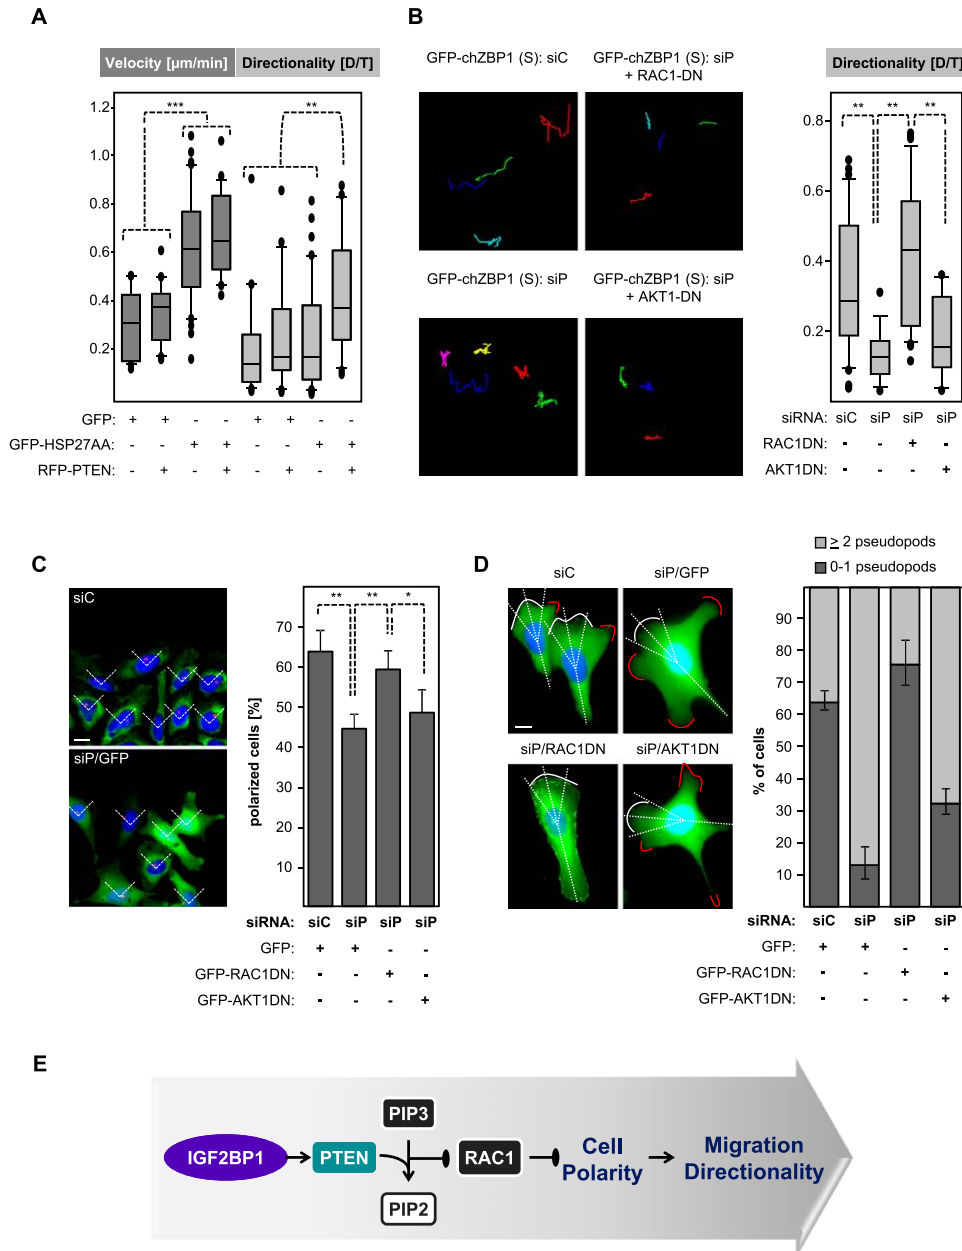 A
Velocity [µm/min]
Directionality [D/T]
***
**
1.2
1.0
0.8
0.6
0.4
0.2
GFP: + + - - + + - -
GFP-HSP27AA: - - + + - - + +
RFP-PTEN: - + - + - + - +
B
GFP-chZBP1 (S): siC
GFP-chZBP1 (S): siP
+ RAC1-DN
GFP-chZBP1 (S): siP
GFP-chZBP1 (S): siP
+ AKT1-DN
Directionality [D/T]
** ** **
0.8
0.6
0.4
0.2
siRNA: siC siP siP siP
RAC1DN: - - + -
AKT1DN: - - - +
C
siC
siP/GFP
** ** *
70
60
50
40
30
20
10
polarized cells [%]
siRNA: siC siP siP siP
GFP: + + - -
GFP-RAC1DN: - - + -
GFP-AKT1DN: - - - +
D
siC
siP/GFP
siP/RAC1DN
siP/AKT1DN
≥ 2 pseudopods
0-1 pseudopods
90
80
70
60
50
40
30
20
10
% of cells
siRNA: siC siP siP siP
GFP: + + - -
GFP-RAC1DN: - - + -
GFP-AKT1DN: - - - +
E
IGF2BP1
PTEN
PIP3
PIP2
RAC1
Cell
Polarity
Migration
Directionality